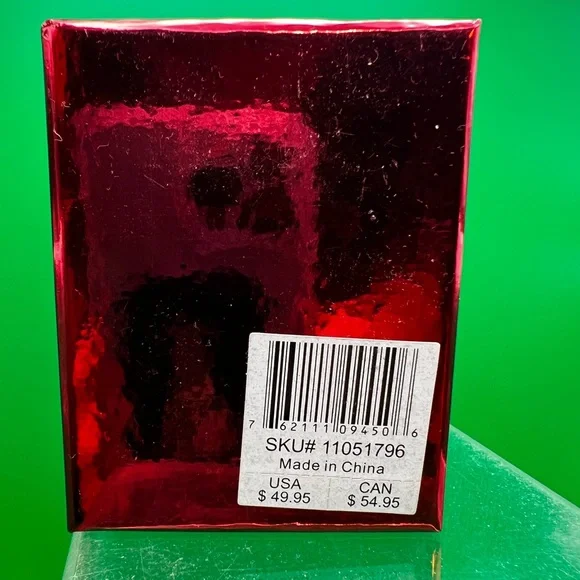 7 62111 09450 6
SKU# 11051796
Made in China
USA CAN
$ 49.95 $ 54.95